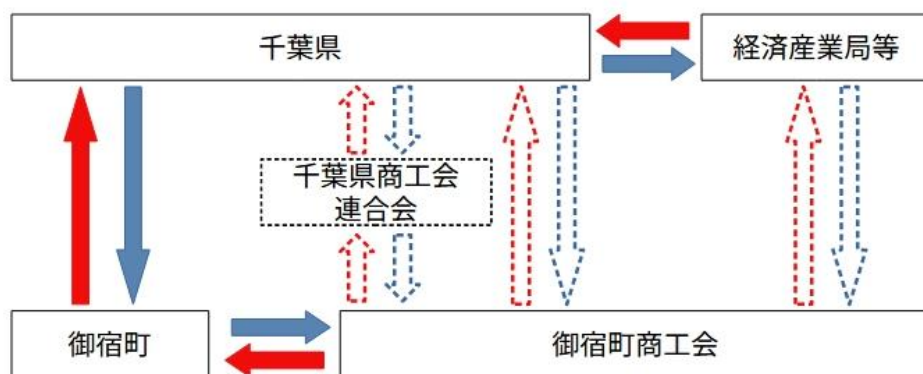 千葉県
経済産業局等
千葉県商工会
連合会
御宿町
御宿町商工会